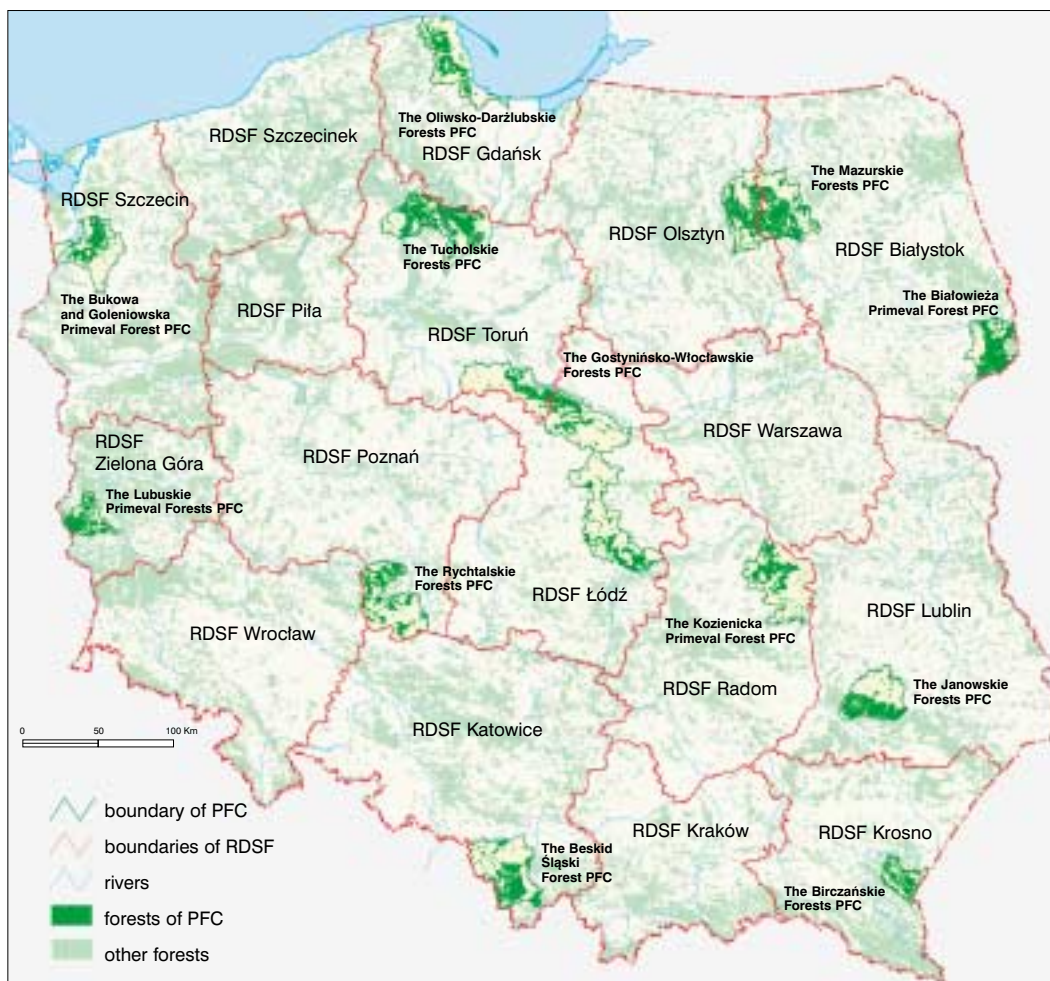 The Oliwsko-Darżlubskie
Forests PFC
RDSF Gdańsk
RDSF Szczecinek
The Mazurskie
Forests PFC
RDSF Szczecin
RDSF Olsztyn
RDSF Białystok
The Tucholskie
Forests PFC
The Bukowa
and Goleniowska
Primeval Forest PFC
RDSF Piła
The Białowieża
Primeval Forest PFC
RDSF Toruń
The Gostynińsko-Włocławskie
Forests PFC
RDSF
Zielona Góra
RDSF Poznań
RDSF Warszawa
The Lubuskie
Primeval Forests PFC
The Rychtalskie
Forests PFC
RDSF Łódź
RDSF Lublin
RDSF Wrocław
The Kozienicka
Primeval Forest PFC
RDSF Radom
The Janowskie
Forests PFC
RDSF Katowice
0 50 100 Km
boundary of PFC
boundaries of RDSF
rivers
forests of PFC
other forests
RDSF Kraków
RDSF Krosno
The Beskid
Śląski
Forest PFC
The Birczańskie
Forests PFC